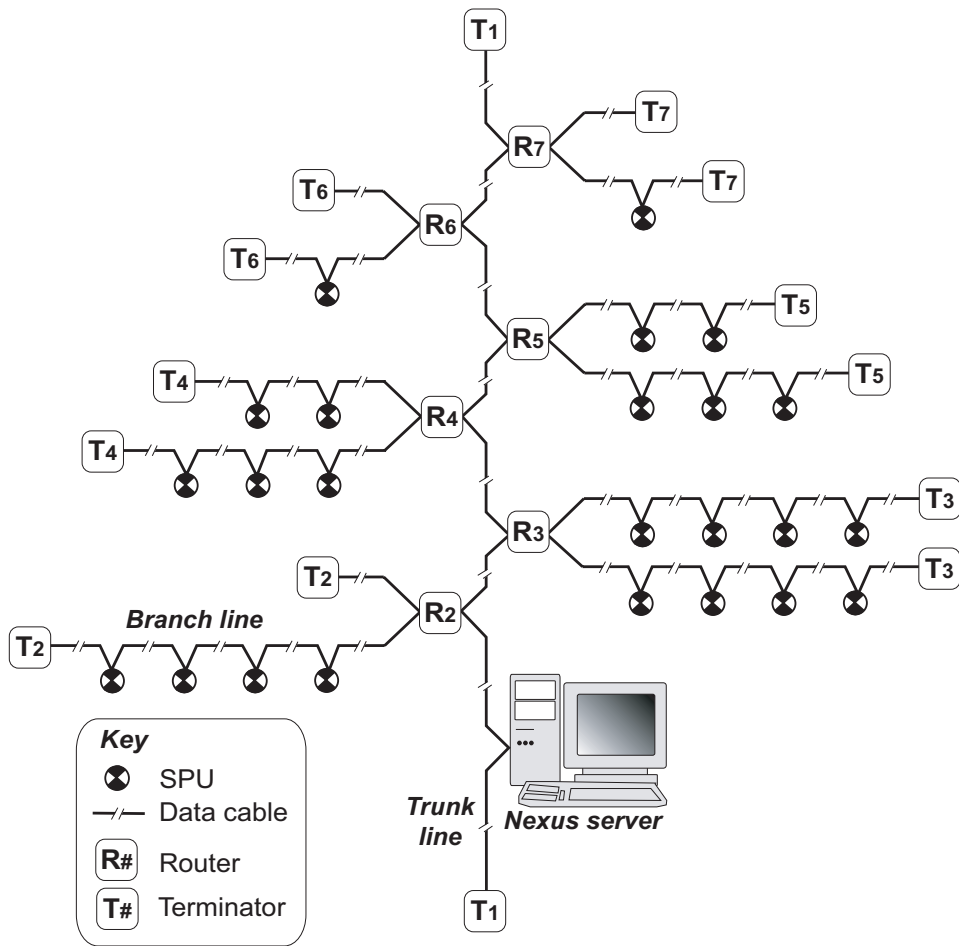 T1
R7
T7
T7
T6
R6
T6
R5
T5
T5
T4
R4
T4
R3
T3
T3
T2
R2
Branch line
T2
Key
SPU
Data cable
R# Router
T# Terminator
Trunk
line
Nexus server
T1